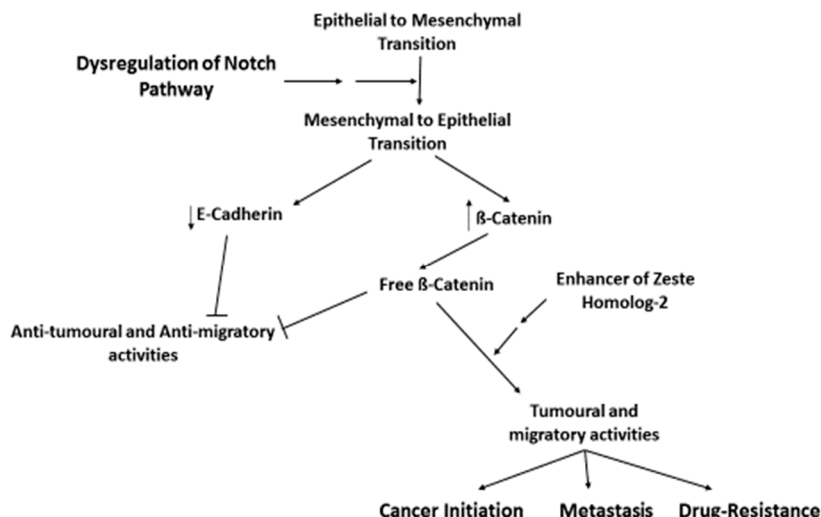 Epithelial to Mesenchymal
Transition
Dysregulation of Notch
Pathway
Mesenchymal to Epithelial
Transition
E-Cadherin
ß-Catenin
Free ß-Catenin
Enhancer of Zeste
Homolog-2
Anti-tumoural and Anti-migratory
activities
Tumoural and
migratory activities
Cancer Initiation
Metastasis
Drug-Resistance